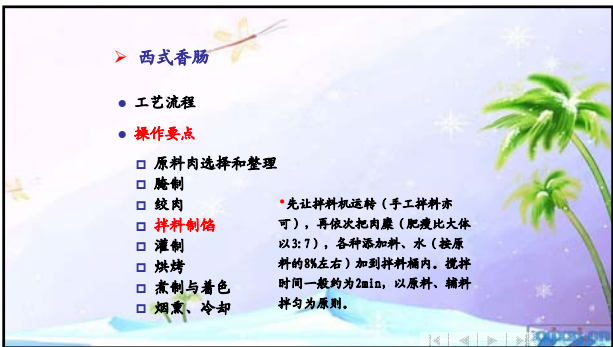 西式香肠
工艺流程
操作要点
原料肉选择和整理
腌制
绞肉
拌料制馅
灌制
烘烤
煮制与着色
烟熏、冷却
•先让拌料机运转（手工拌料亦
可），再依次把肉糜（肥瘦比大体
以3:7），各种添加料、水（按原
料的8%左右）加到拌料桶内。搅拌
时间一般约为2min，以原料、辅料
拌匀为原则。